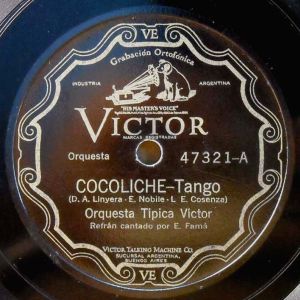 VE
Grabación Ortofónica
INDUSTRIA ARGENTINA
"HIS MASTER'S VOICE"
VICTOR
MARCAS REGISTRADAS
Orquesta 47321-A
COCOLICHE-Tango
(D. A. Linyera - E. Nobile - L. E. Cosenza)
Orquesta Tipica Victor
Refrán cantado por E. Famá
VICTOR TALKING MACHINE CO.
SUCURSAL ARGENTINA,
BUENOS AIRES
VE